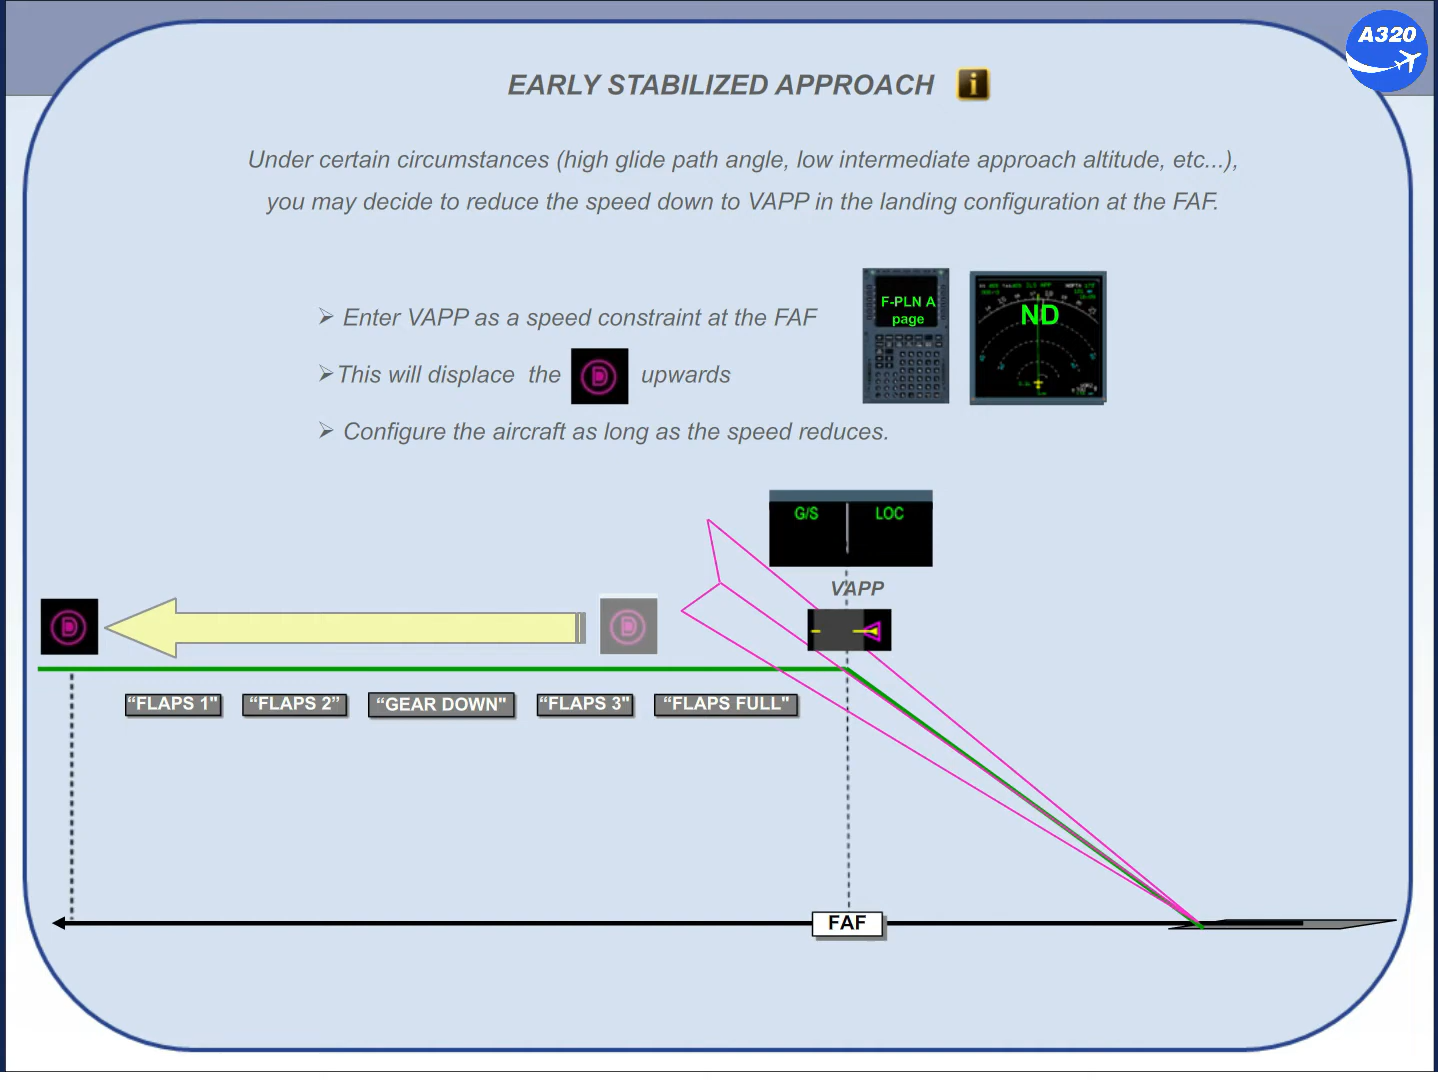 A320
EARLY STABILIZED APPROACH
Under certain circumstances (high glide path angle, low intermediate approach altitude, etc...),
you may decide to reduce the speed down to VAPP in the landing configuration at the FAF.
➢ Enter VAPP as a speed constraint at the FAF
F-PLN A
page
ND
➢This will displace the D upwards
➢ Configure the aircraft as long as the speed reduces.
G/S LOC
VAPP
D
D
“FLAPS 1" “FLAPS 2” “GEAR DOWN" “FLAPS 3" “FLAPS FULL"
FAF